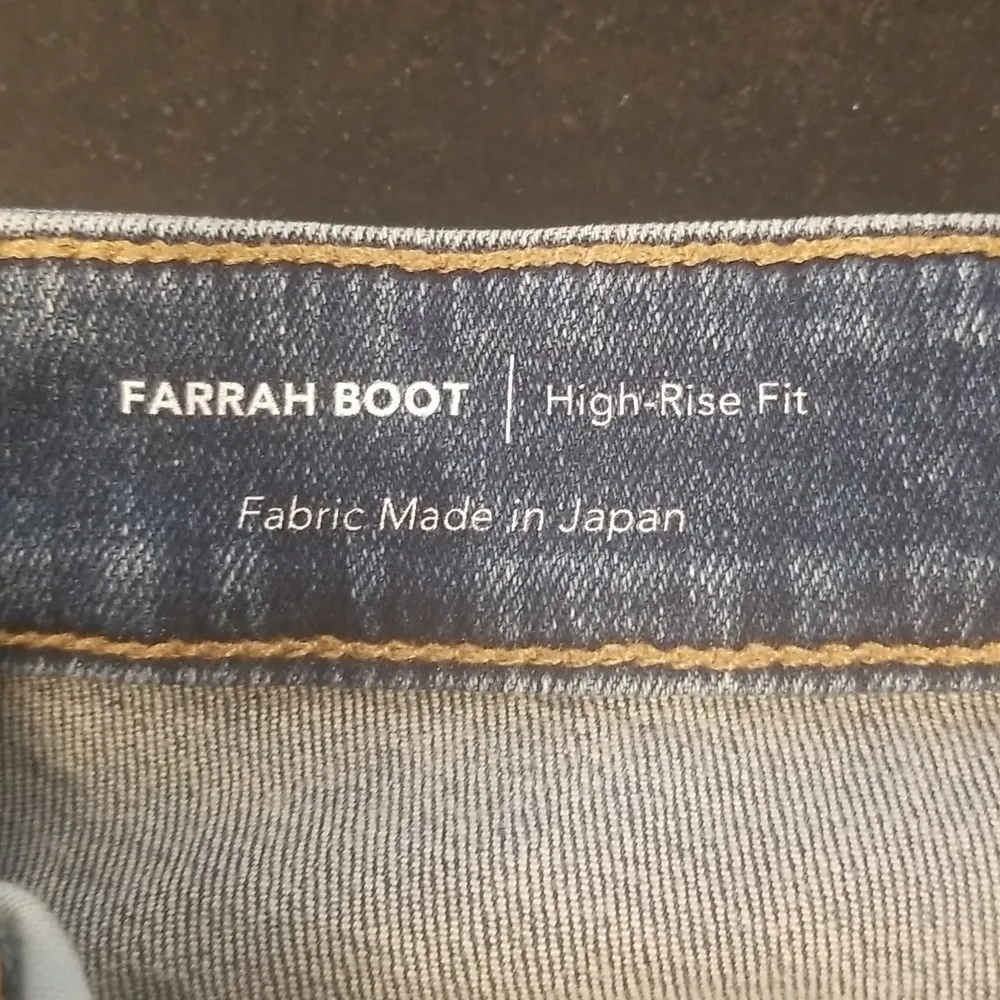 FARRAH BOOT | High-Rise Fit
Fabric Made in Japan